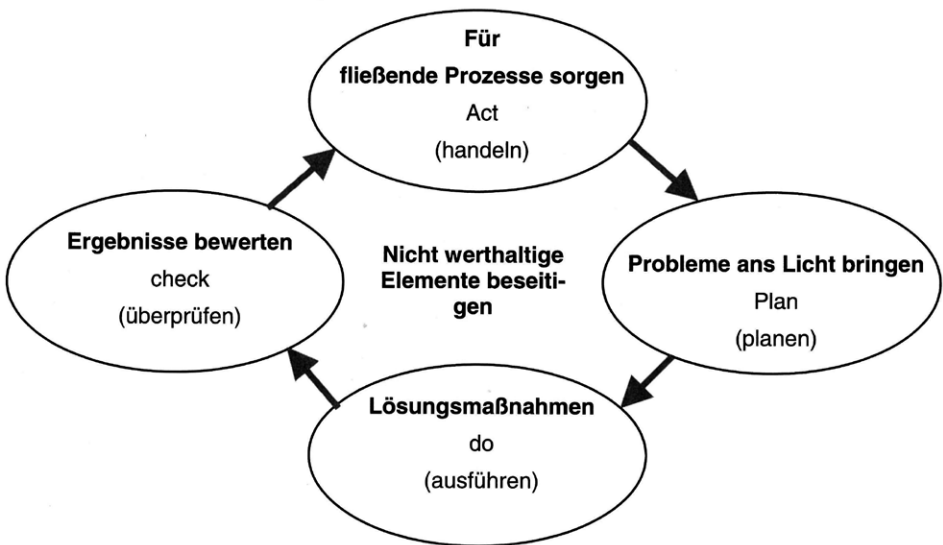 Für
fließende Prozesse sorgen
Act
(handeln)
Ergebnisse bewerten
check
(überprüfen)
Nicht werthaltige
Elemente beseiti-
gen
Probleme ans Licht bringen
Plan
(planen)
Lösungsmaßnahmen
do
(ausführen)